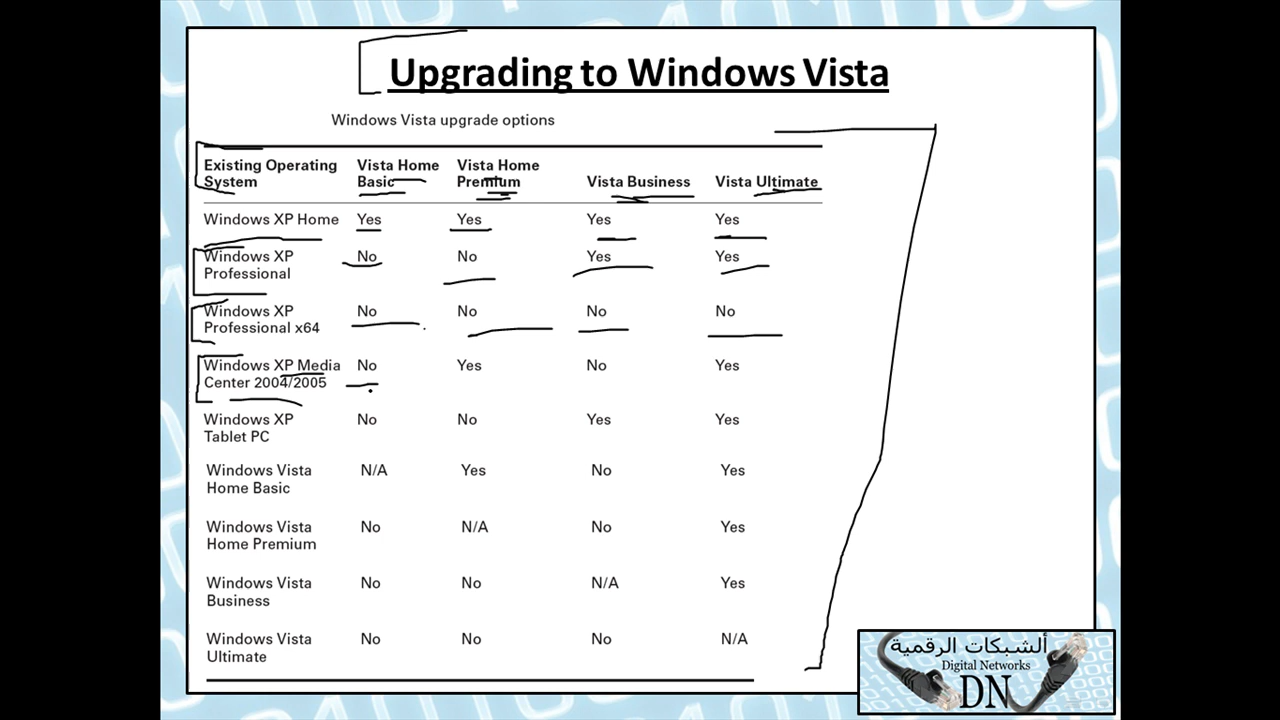 Upgrading to Windows Vista
Windows Vista upgrade options
Existing Operating System Vista Home Basic Vista Home Premium Vista Business Vista Ultimate
Windows XP Home Yes Yes Yes Yes
Windows XP Professional No No Yes Yes
Windows XP Professional x64 No No No No
Windows XP Media Center 2004/2005 No Yes No Yes
Windows XP Tablet PC No No Yes Yes
Windows Vista Home Basic N/A Yes No Yes
Windows Vista Home Premium No N/A No Yes
Windows Vista Business No No N/A Yes
Windows Vista Ultimate No No No N/A
ألشبكات الرقمية
Digital Networks
DN